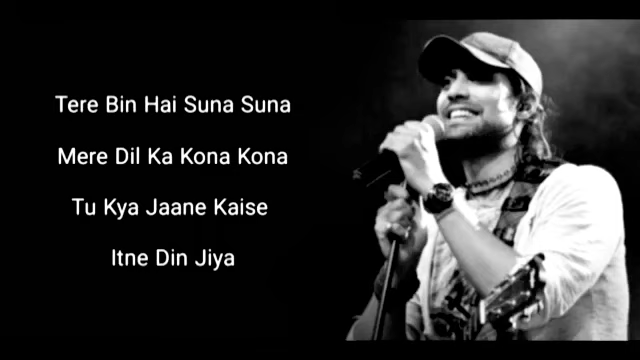 Tere Bin Hai Suna Suna
Mere Dil Ka Kona Kona
Tu Kya Jaane Kaise
Itne Din Jiya